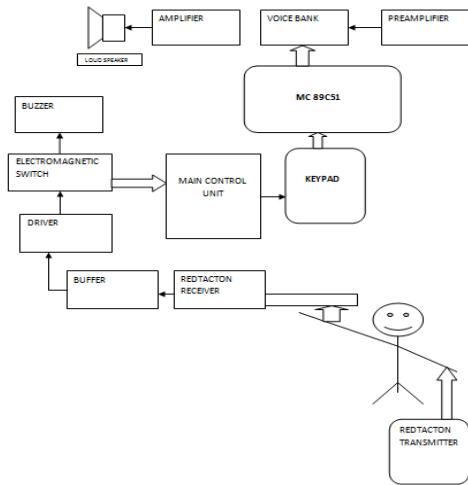 AMPLIFIER
VOICE BANK
PREAMPLIFIER
LOUD SPEAKER
MC 89C51
BUZZER
ELECTROMAGNETIC
SWITCH
MAIN CONTROL
UNIT
KEYPAD
DRIVER
BUFFER
REDTACTON
RECEIVER
REDTACTON
TRANSMITTER